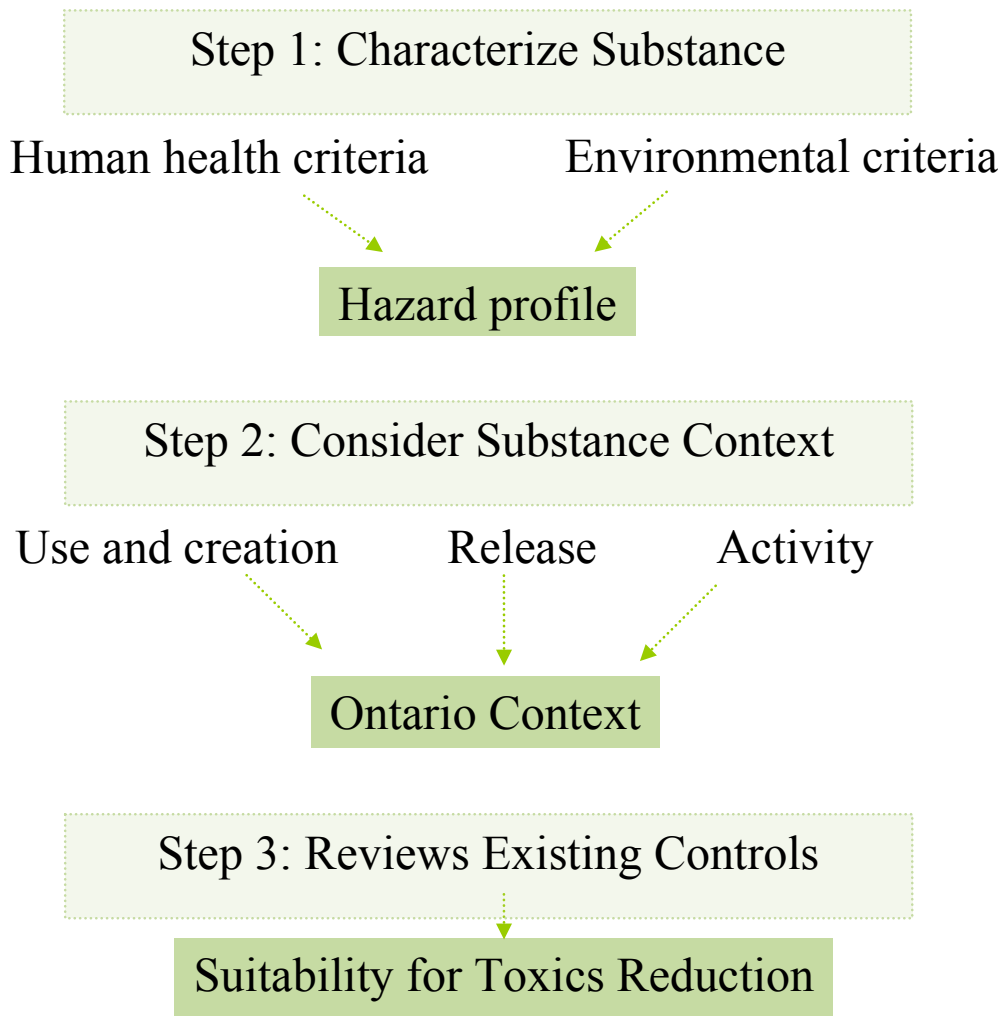 Step 1: Characterize Substance
Human health criteria
Environmental criteria
Hazard profile
Step 2: Consider Substance Context
Use and creation
Release
Activity
Ontario Context
Step 3: Reviews Existing Controls
Suitability for Toxics Reduction